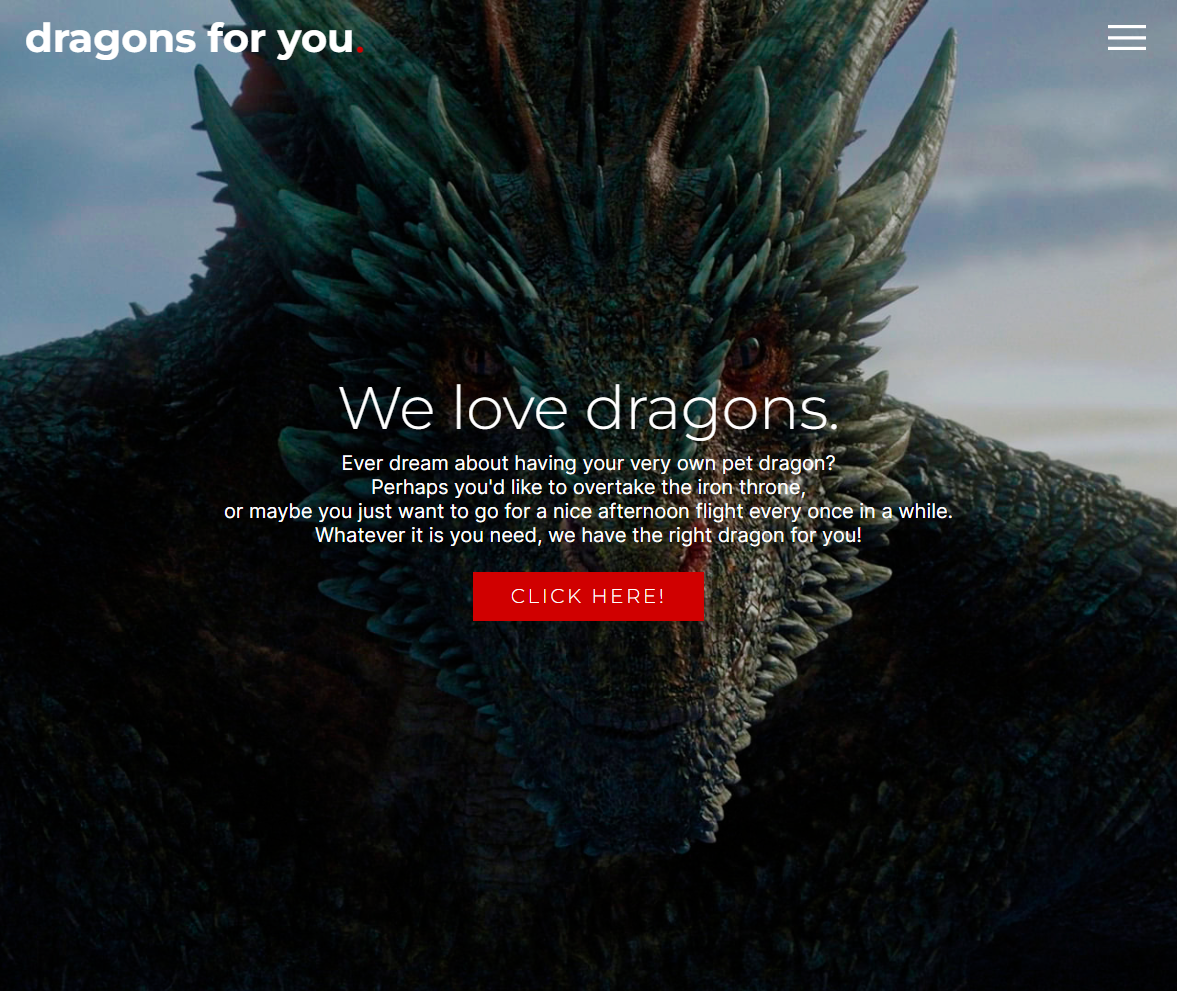 dragons for you.
We love dragons.
Ever dream about having your very own pet dragon?
Perhaps you'd like to overtake the iron throne,
or maybe you just want to go for a nice afternoon flight every once in a while.
Whatever it is you need, we have the right dragon for you!
CLICK HERE!